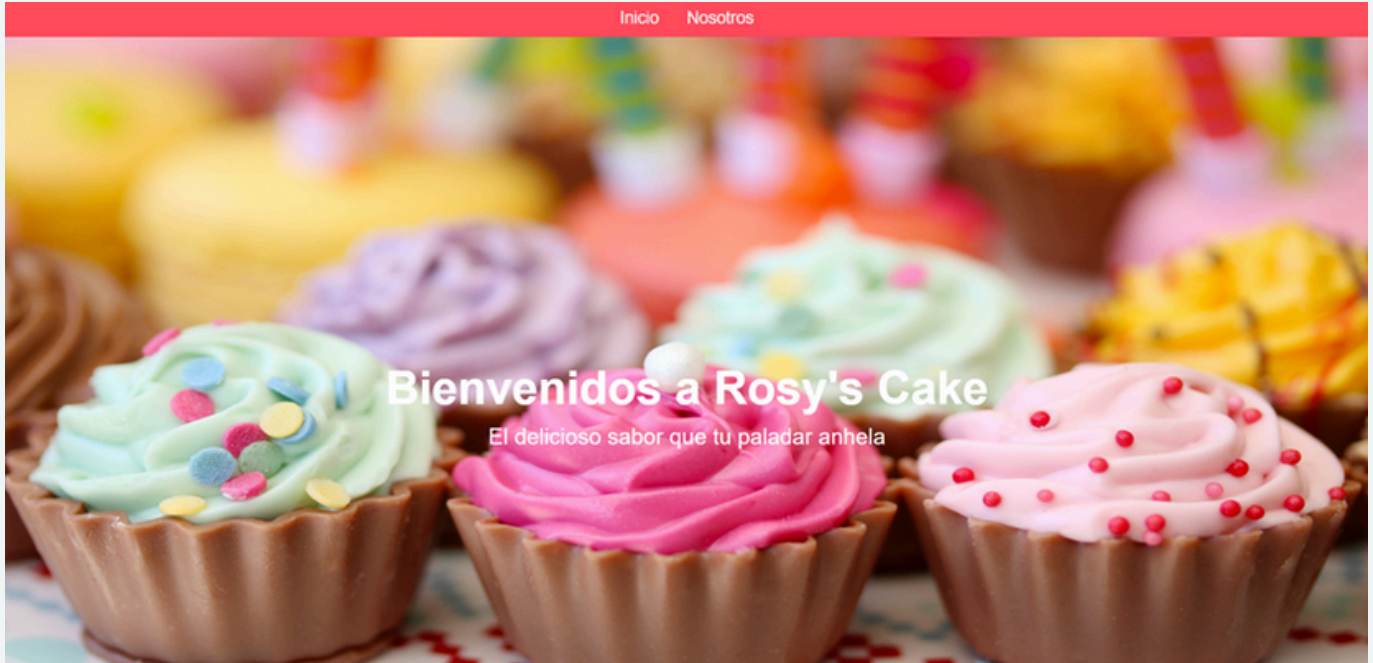 Inicio Nosotros
Bienvenidos a Rosy's Cake
El delicioso sabor que tu paladar anhela